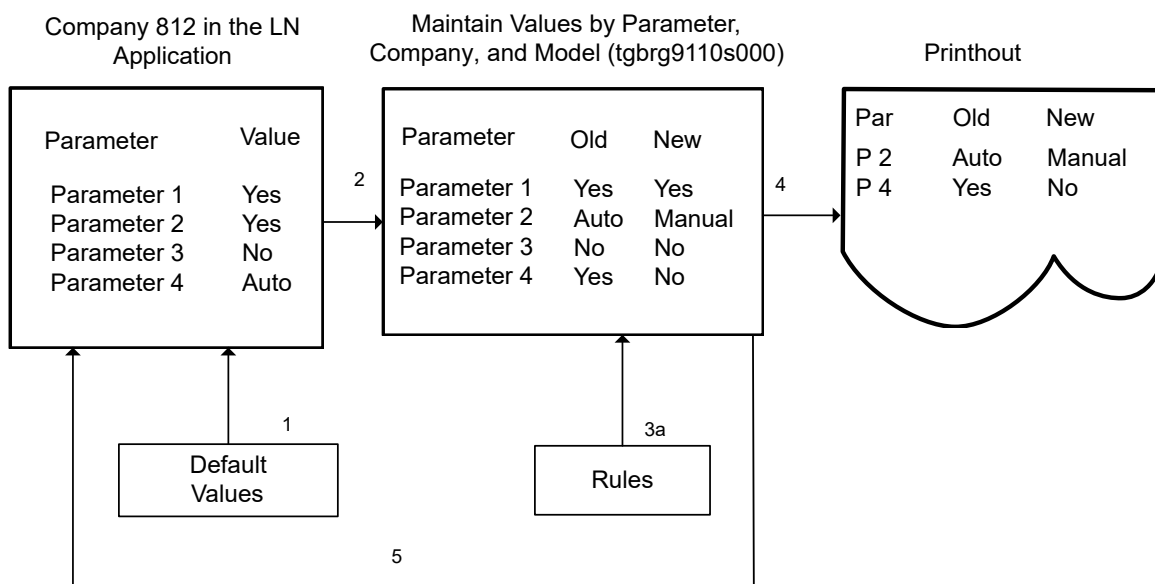 Company 812 in the LN
Application
Maintain Values by Parameter,
Company, and Model (tgbrg9110s000)
Printhout
Parameter Value
Parameter 1 Yes
Parameter 2 Yes
Parameter 3 No
Parameter 4 Auto
2
Parameter Old New
Parameter 1 Yes Yes
Parameter 2 Auto Manual
Parameter 3 No No
Parameter 4 Yes No
4
Par Old New
P 2 Auto Manual
P 4 Yes No
1
Default
Values
3a
Rules
5